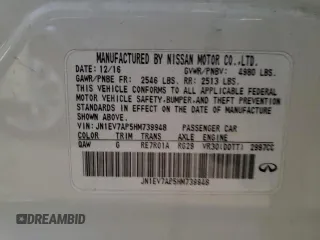 MANUFACTURED BY NISSAN MOTOR CO.,LTD.
DATE: 12/16 GVWR/PNBV: 4980 LBS.
GAWR/PNBE FR: 2546 LBS. RR: 2513 LBS.
THIS VEHICLE CONFORMS TO ALL APPLICABLE
FEDERAL MOTOR VEHICLE
SAFETY,BUMPER,AND THEFT PREVENTION
STANDARDS IN EFFECT ON THE DATE OF
MANUFACTURE SHOWN ABOVE.
VIN:JN1EV7AP5HM739948 PASSENGER CAR
COLOR TRIM TRANS AXLE ENGINE
QAW G RE7R01A RG29 VR30(DDTT) 2997CC
JN1EV7AP5HM739948
INFINITI
AUTOBIDMASTER